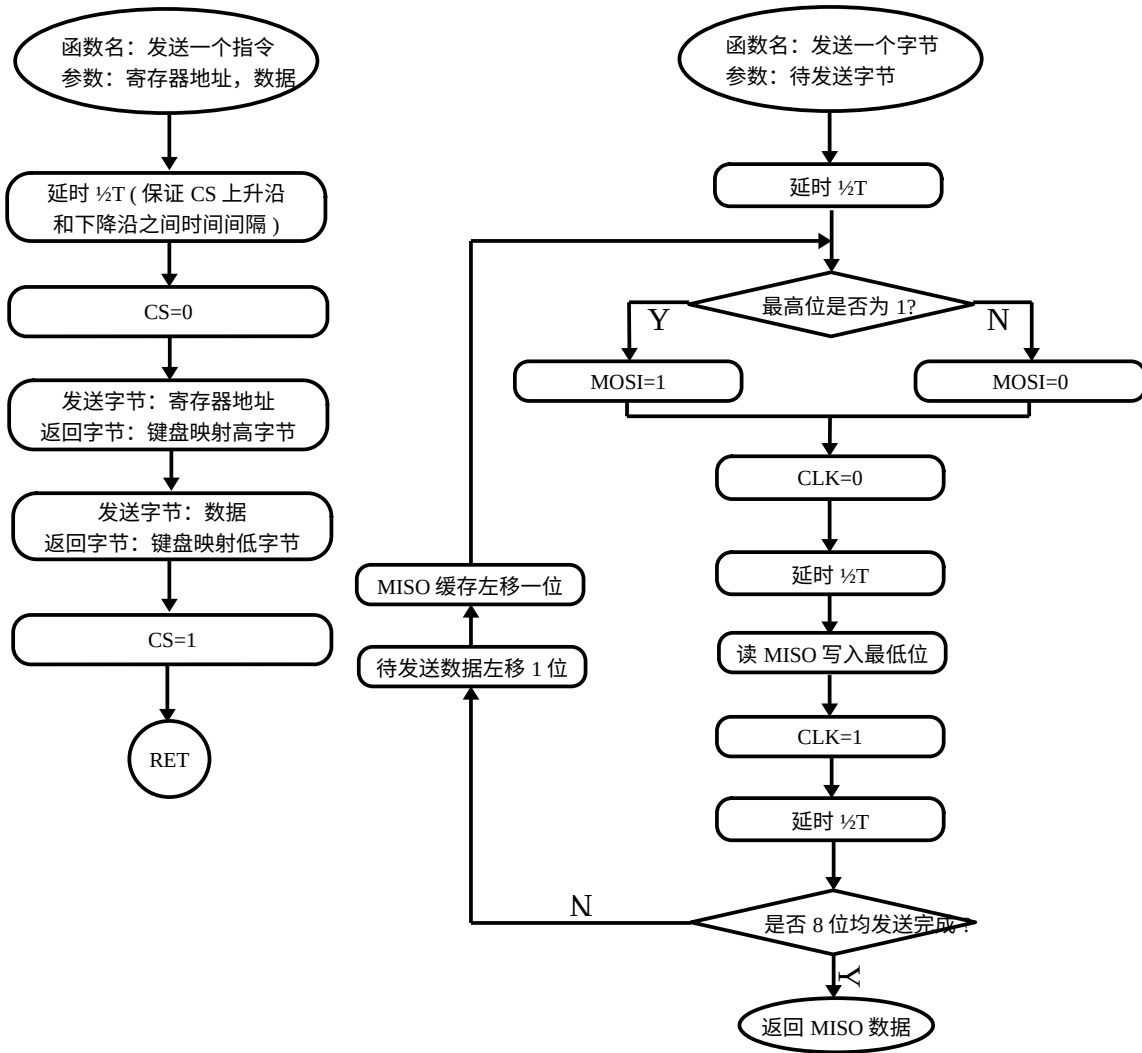 函数名：发送一个指令
参数：寄存器地址，数据
延时 ½T ( 保证 CS 上升沿
和下降沿之间时间间隔 )
CS=0
发送字节：寄存器地址
返回字节：键盘映射高字节
发送字节：数据
返回字节：键盘映射低字节
CS=1
RET
函数名：发送一个字节
参数：待发送字节
延时 ½T
最高位是否为 1?
Y
N
MOSI=1
MOSI=0
CLK=0
延时 ½T
读 MISO 写入最低位
CLK=1
延时 ½T
是否 8 位均发送完成 ?
N
待发送数据左移 1 位
MISO 缓存左移一位
Y
返回 MISO 数据